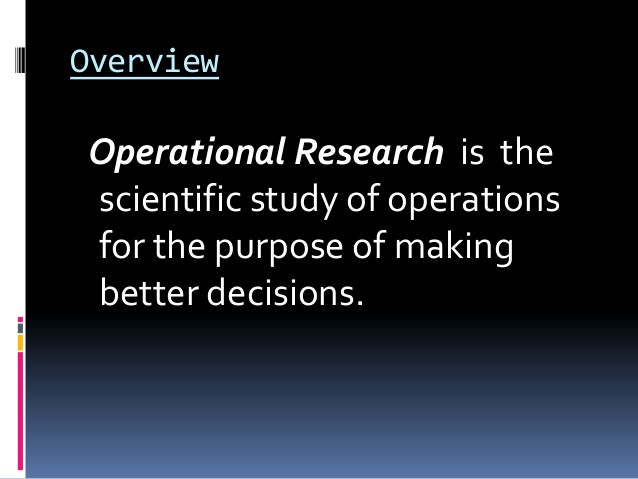 Overview
Operational Research is the
scientific study of operations
for the purpose of making
better decisions.